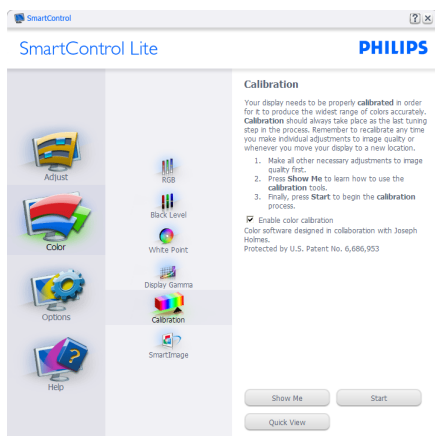 SmartControl
SmartControl Lite
PHILIPS
Adjust
Color
Options
Help
RGB
Black Level
White Point
Display Gamma
Calibration
SmartImage
Calibration
Your display needs to be properly calibrated in order
for it to produce the widest range of colors accurately.
Calibration should always take place as the last tuning
step in the process. Remember to recalibrate any time
you make individual adjustments to image quality or
whenever you move your display to a new location.
1. Make all other necessary adjustments to image
quality first.
2. Press Show Me to learn how to use the
calibration tools.
3. Finally, press Start to begin the calibration
process.
Enable color calibration
Color software designed in collaboration with Joseph
Holmes.
Protected by U.S. Patent No. 6,686,953
Show Me
Start
Quick View